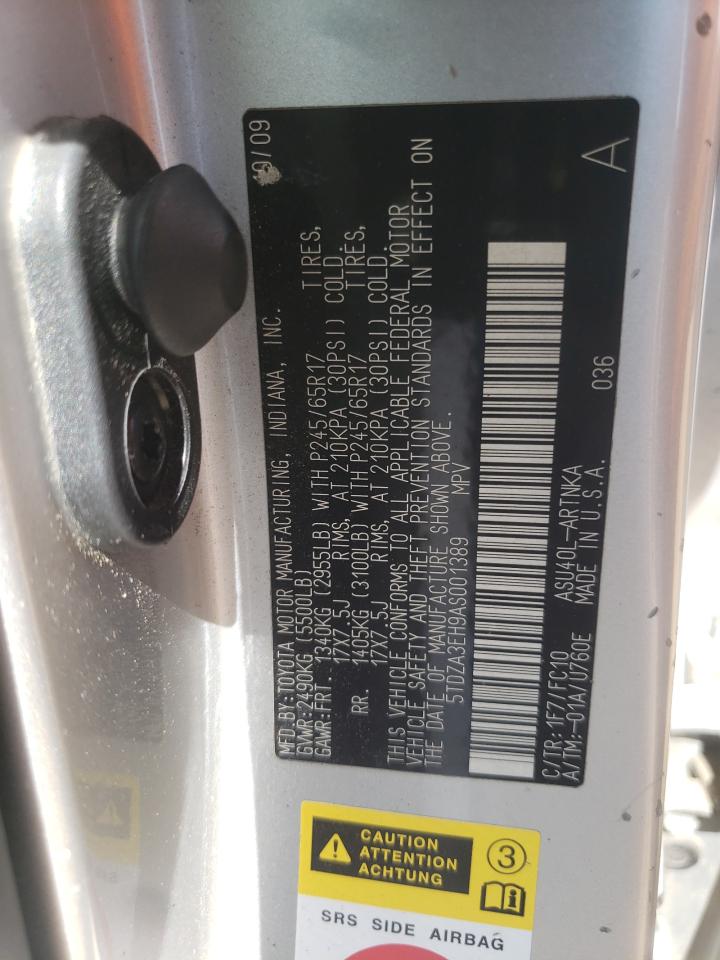 MFD.BY:TOYOTA MOTOR MANUFACTURING, INDIANA, INC. /09
GVWR:2490KG (5500LB)
GAWR:FRT. 1340KG (2955LB) WITH P245/65R17 TIRES,
17X7.5J RIMS, AT 210KPA (30PSI) COLD
RR. 1405KG (3100LB) WITH P245/65R17 TIRES,
17X7.5J RIMS, AT 210KPA (30PSI) COLD.
THIS VEHICLE CONFORMS TO ALL APPLICABLE FEDERAL MOTOR
VEHICLE SAFETY AND THEFT PREVENTION STANDARDS IN EFFECT ON
THE DATE OF MANUFACTURE SHOWN ABOVE.
5TDZA3EH9AS001389 MPV
C/TR:1F7/FC10 ASU40L-ARTNKA 036
A/TM:-01A/U760E MADE IN U.S.A. A
CAUTION
ATTENTION
ACHTUNG
3
SRS SIDE AIRBAG